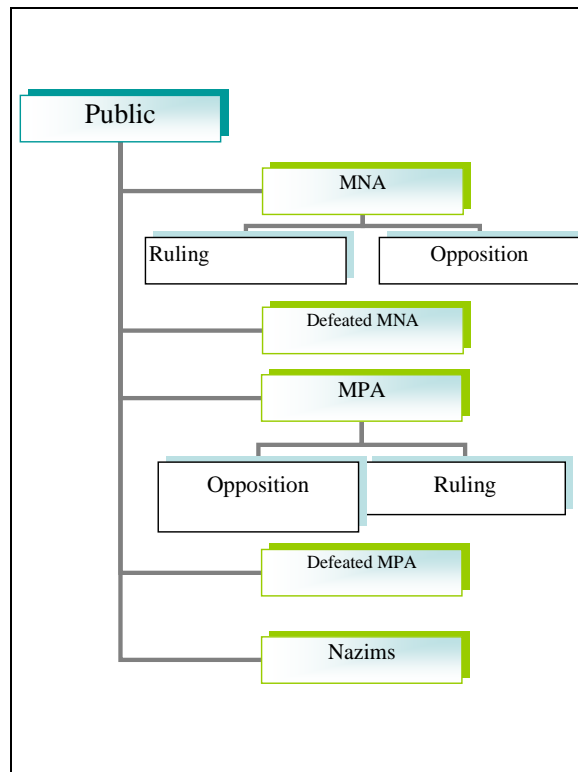 Public
MNA
Ruling
Opposition
Defeated MNA
MPA
Opposition
Ruling
Defeated MPA
Nazims